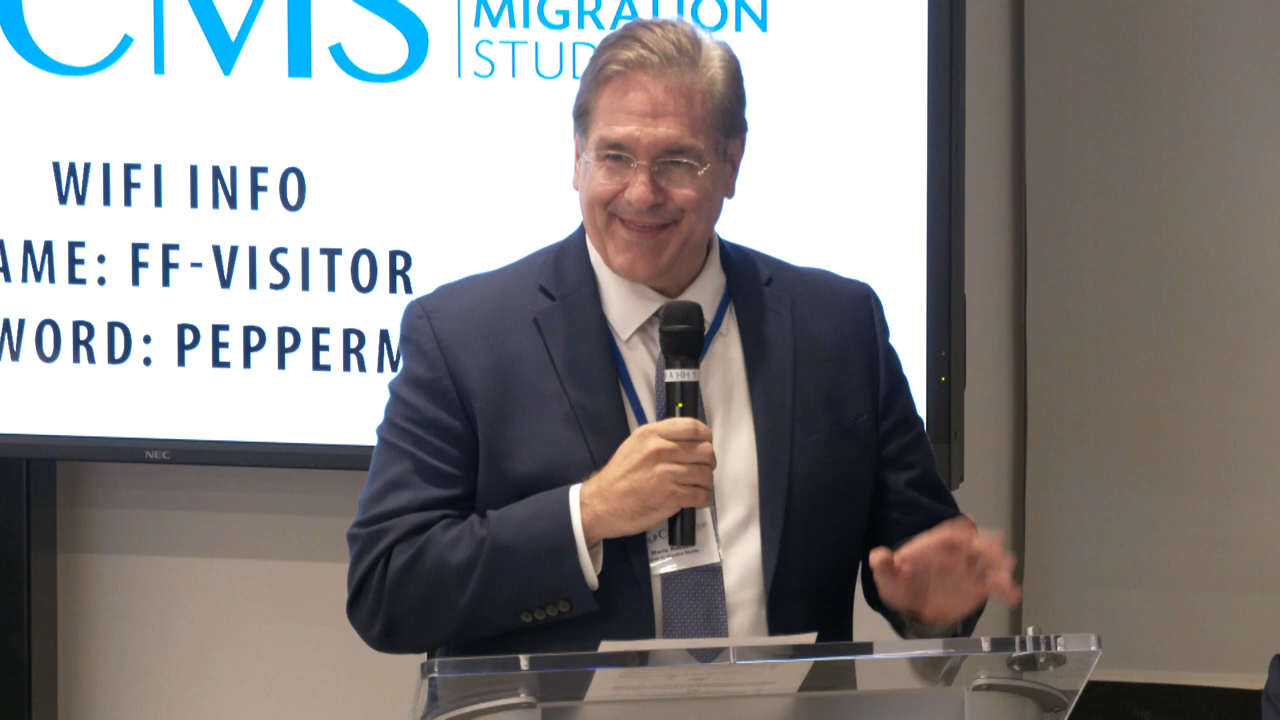 CMS
MIGRATION
STUD
WIFI INFO
AME: FF-VISITOR
WORD: PEPPERM
NEC